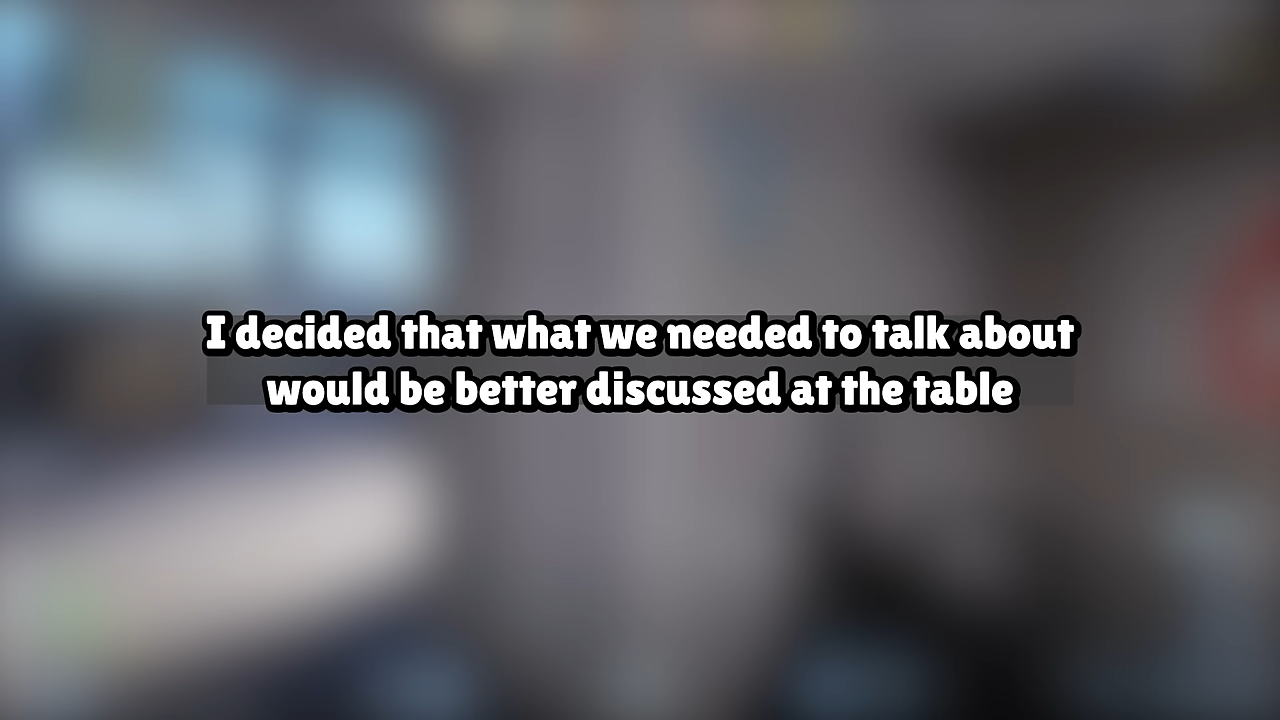 I decided that what we needed to talk about
would be better discussed at the table